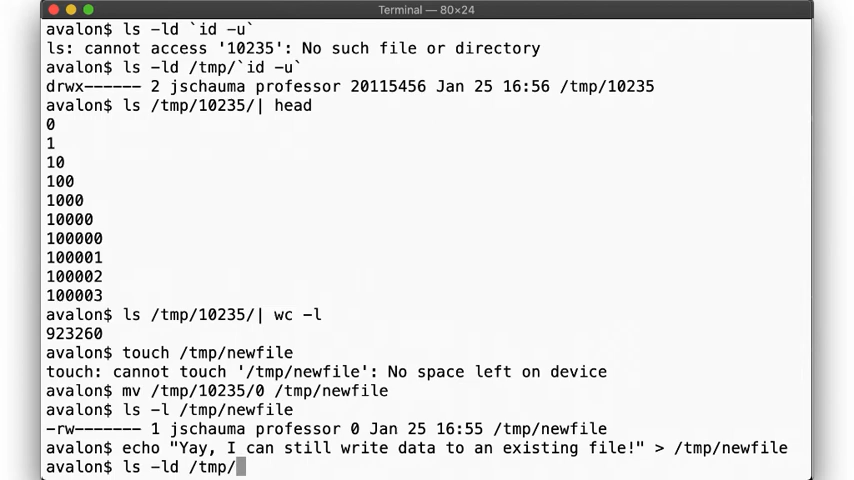 Terminal — 80×24
avalon$ ls -ld `id -u`
ls: cannot access '10235': No such file or directory
avalon$ ls -ld /tmp/`id -u`
drwx------ 2 jschauma professor 20115456 Jan 25 16:56 /tmp/10235
avalon$ ls /tmp/10235/| head
0
1
10
100
1000
10000
100000
100001
100002
100003
avalon$ ls /tmp/10235/| wc -l
923260
avalon$ touch /tmp/newfile
touch: cannot touch '/tmp/newfile': No space left on device
avalon$ mv /tmp/10235/0 /tmp/newfile
avalon$ ls -l /tmp/newfile
-rw------- 1 jschauma professor 0 Jan 25 16:55 /tmp/newfile
avalon$ echo "Yay, I can still write data to an existing file!" > /tmp/newfile
avalon$ ls -ld /tmp/